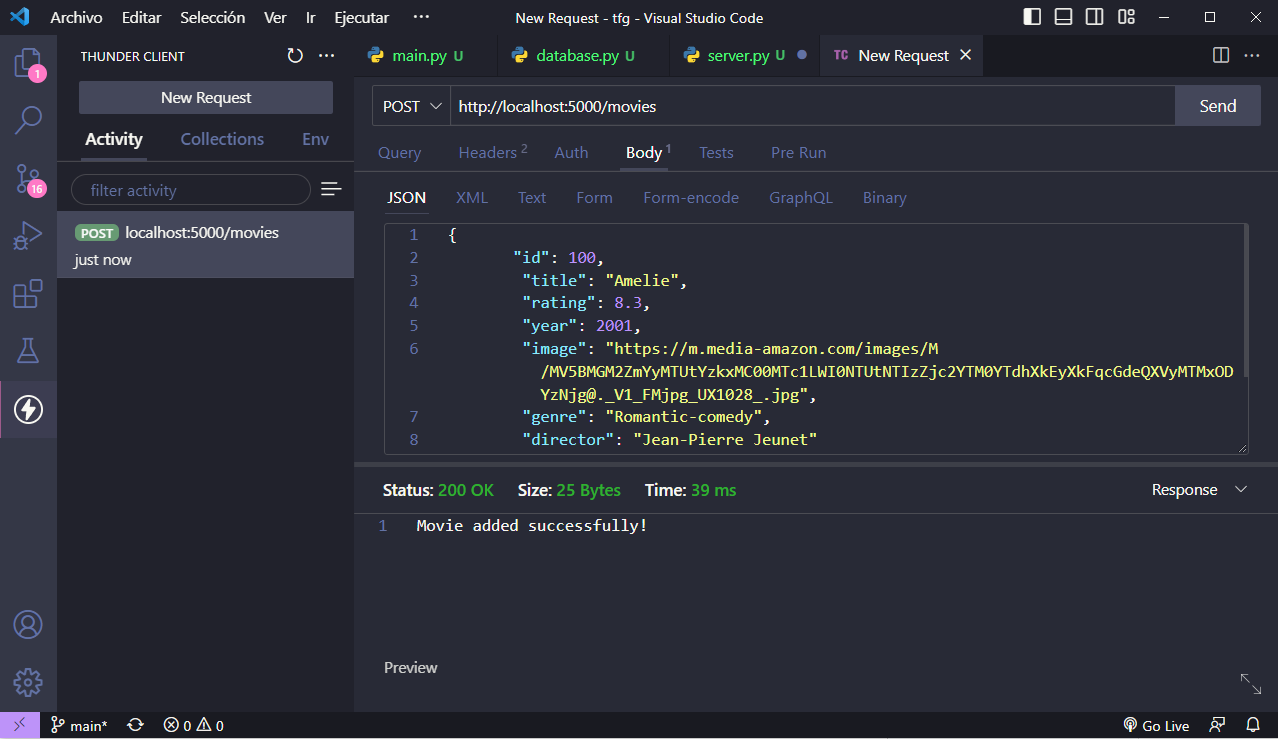 Archivo Editar Selección Ver Ir Ejecutar ··· New Request - tfg - Visual Studio Code
THUNDER CLIENT ···
main.py U database.py U server.py U ● TC New Request ···
1
New Request
POST http://localhost:5000/movies Send
Activity Collections Env
Query Headers 2 Auth Body 1 Tests Pre Run
16
filter activity
JSON XML Text Form Form-encode GraphQL Binary
POST localhost:5000/movies
just now
1 {
2 "id": 100,
3 "title": "Amelie",
4 "rating": 8.3,
5 "year": 2001,
6 "image": "https://m.media-amazon.com/images/M
/MV5BMGM2ZmYyMTUtYzkxMC00MTc1LWI0NTUtNTIzZjc2YTM0YTdhXkEyXkFqcGdeQXVyMTMxOD
YzNjg@._V1_FMjpg_UX1028_.jpg",
7 "genre": "Romantic-comedy",
8 "director": "Jean-Pierre Jeunet"
Status: 200 OK Size: 25 Bytes Time: 39 ms Response
1 Movie added successfully!
Preview
main* 0 0 Go Live